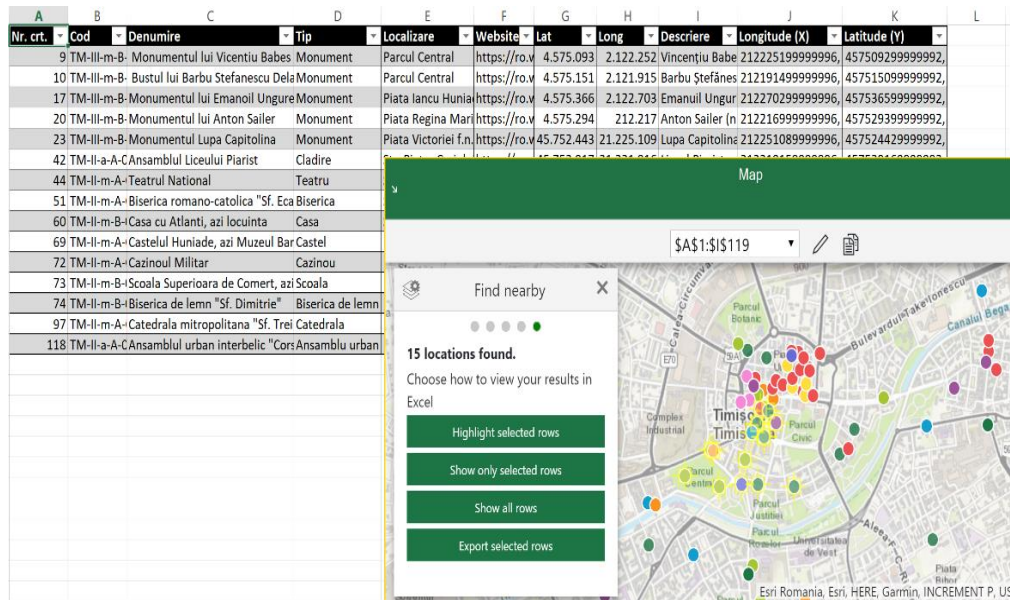 A B C D E F G H I J K L
Nr. crt. Cod Denumire Tip Localizare Website Lat Long Descriere Longitude (X) Latitude (Y)
9 TM-III-m-B- Monumentul lui Vicentiu Babes Monument Parcul Central https://ro.v 4.575.093 2.122.252 Vincențiu Babe 212225199999996, 457509299999992,
10 TM-III-m-B- Bustul lui Barbu Stefanescu Dela Monument Parcul Central https://ro.v 4.575.151 2.121.915 Barbu Ștefănes 212191499999996, 457515099999992,
17 TM-III-m-B- Monumentul lui Emanoil Ungure Monument Piata Iancu Hunia https://ro.v 4.575.366 2.122.703 Emanuil Ungur 212270299999996, 457536599999992,
20 TM-III-m-B- Monumentul lui Anton Sailer Monument Piata Regina Mari https://ro.v 4.575.294 212.217 Anton Sailer (n 212216999999996, 457529399999992,
23 TM-III-m-B- Monumentul Lupa Capitolina Monument Piata Victoriei f.n. https://ro.v 45.752.443 21.225.109 Lupa Capitolina 212251089999996, 457524429999992,
42 TM-II-a-A-C Ansamblul Liceului Piarist Cladire
44 TM-II-m-A- Teatrul National Teatru
51 TM-II-m-A- Biserica romano-catolica "Sf. Eca Biserica
60 TM-II-m-B- Casa cu Atlanti, azi locuinta Casa
69 TM-II-m-A- Castelul Huniade, azi Muzeul Bar Castel
72 TM-II-m-A- Cazinoul Militar Cazinou
73 TM-II-m-B- Scoala Superioara de Comert, azi Scoala
74 TM-II-m-B- Biserica de lemn "Sf. Dimitrie" Biserica de lemn
97 TM-II-m-A- Catedrala mitropolitana "Sf. Trei Catedrala
118 TM-II-a-A-C Ansamblul urban interbelic "Cors Ansamblu urban
Map
$A$1:$I$119
Find nearby
15 locations found.
Choose how to view your results in
Excel
Highlight selected rows
Show only selected rows
Show all rows
Export selected rows
Calea-Circumva
Parcul
Botanic
Bulevardul Take Ionescu
Canalul Bega
E70
59A
Complex
Industrial
Timiș
Timiș
Parcul
Civic
Parcul
Centr
Parcul
Justitiei
Parcul
Rozelor
Universitatea
de Vest
Aleea-F-C-R
Piata
Esri Romania, Esri, HERE, Garmin, INCREMENT P, US